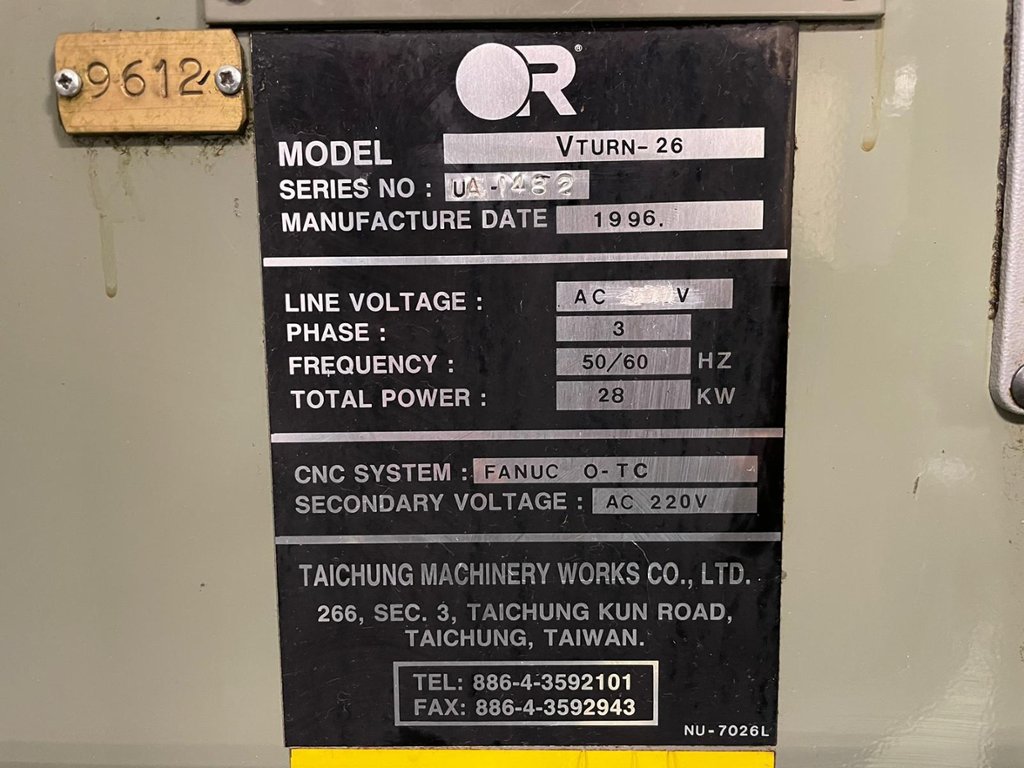 9612
R®
MODEL VTURN-26
SERIES NO : UA-1482
MANUFACTURE DATE 1996.
LINE VOLTAGE : AC V
PHASE : 3
FREQUENCY : 50/60 HZ
TOTAL POWER : 28 KW
CNC SYSTEM : FANUC O-TC
SECONDARY VOLTAGE : AC 220V
TAICHUNG MACHINERY WORKS CO., LTD.
266, SEC. 3, TAICHUNG KUN ROAD,
TAICHUNG, TAIWAN.
TEL: 886-4-3592101
FAX: 886-4-3592943
NU-7026L